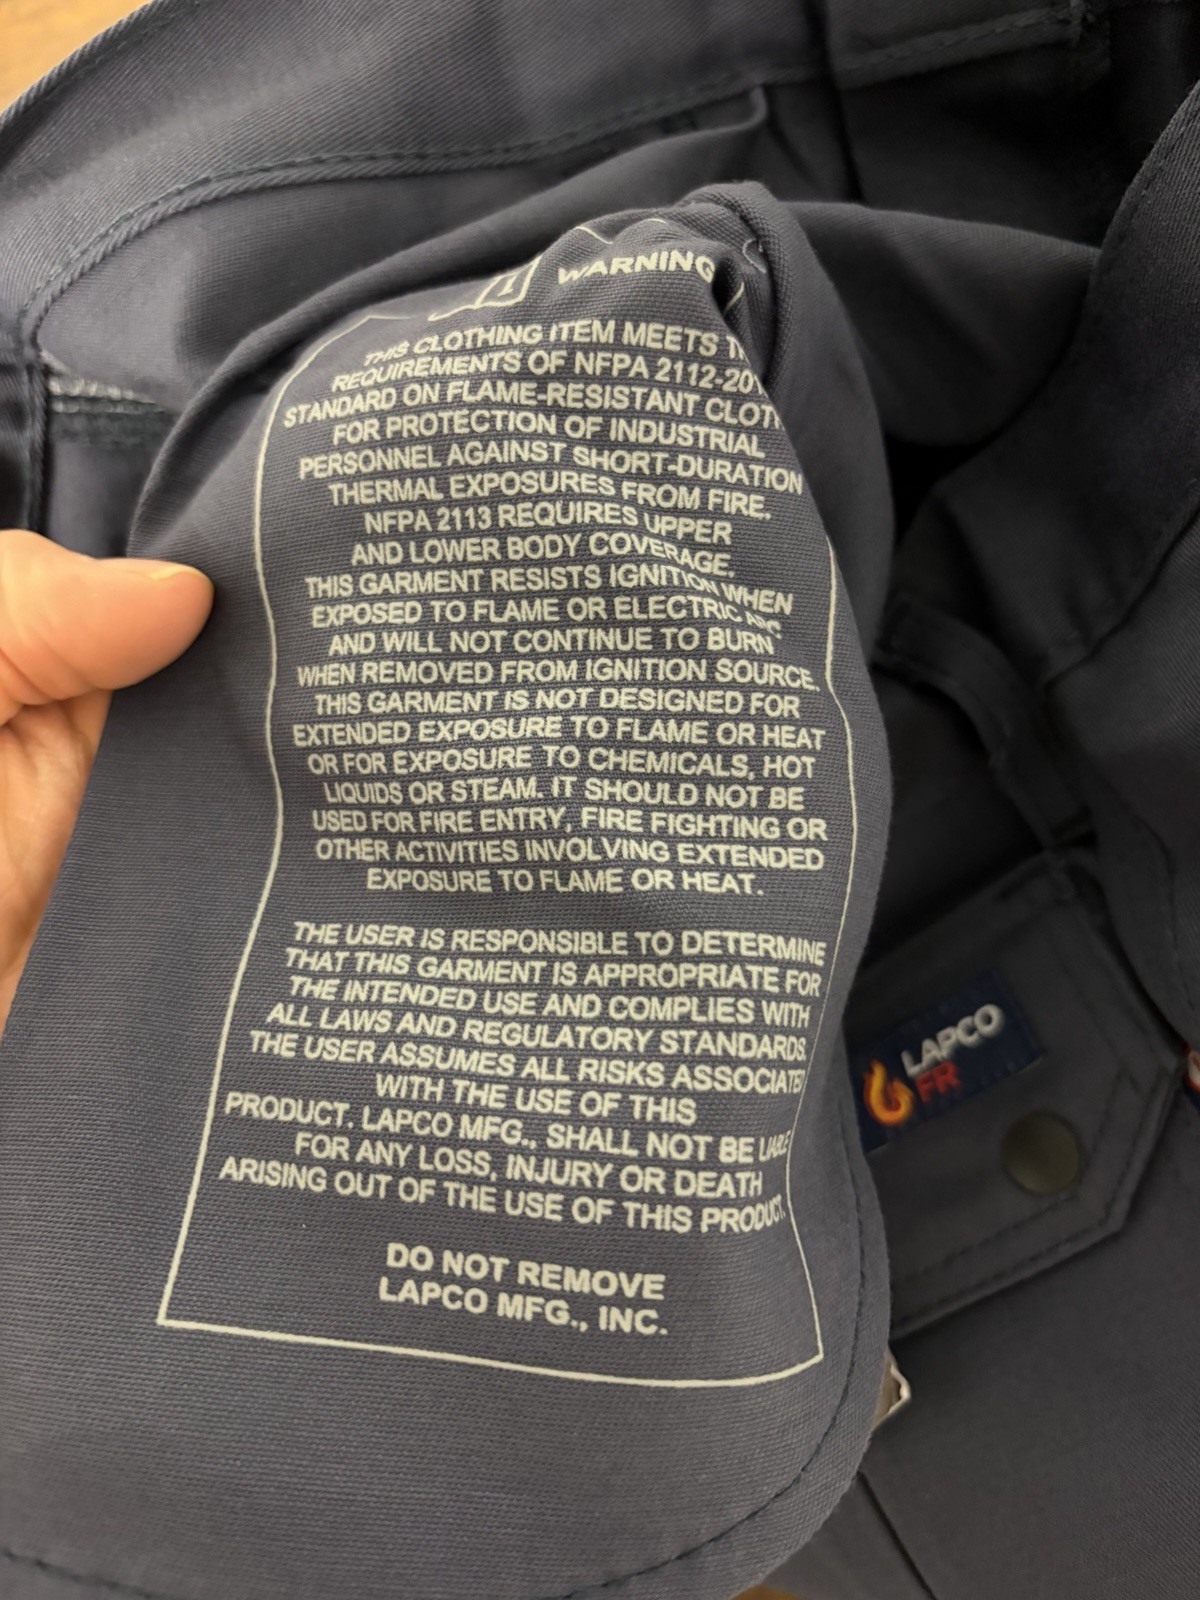 WARNING
THIS CLOTHING ITEM MEETS
REQUIREMENTS OF NFPA 2112-20
STANDARD ON FLAME-RESISTANT
FOR PROTECTION OF INDUSTRIAL
PERSONNEL AGAINST SHORT-DURATION
THERMAL EXPOSURES FROM FIRE.
NFPA 2113 REQUIRES UPPER
AND LOWER BODY COVERAGE.
THIS GARMENT RESISTS IGNITION WHEN
EXPOSED TO FLAME OR ELECTRIC ARC
AND WILL NOT CONTINUE TO BURN
WHEN REMOVED FROM IGNITION SOURCE.
THIS GARMENT IS NOT DESIGNED FOR
EXTENDED EXPOSURE TO FLAME OR HEAT
OR FOR EXPOSURE TO CHEMICALS, HOT
LIQUIDS OR STEAM. IT SHOULD NOT BE
USED FOR FIRE ENTRY, FIRE FIGHTING OR
OTHER ACTIVITIES INVOLVING EXTENDED
EXPOSURE TO FLAME OR HEAT.
THE USER IS RESPONSIBLE TO DETERMINE
THAT THIS GARMENT IS APPROPRIATE FOR
THE INTENDED USE AND COMPLIES WITH
ALL LAWS AND REGULATORY STANDARDS.
THE USER ASSUMES ALL RISKS ASSOCIATED
WITH THE USE OF THIS
PRODUCT. LAPCO MFG., SHALL NOT BE LIABLE
FOR ANY LOSS, INJURY OR DEATH
ARISING OUT OF THE USE OF THIS PRODUCT.
DO NOT REMOVE
LAPCO MFG., INC.
LAPCO
FR